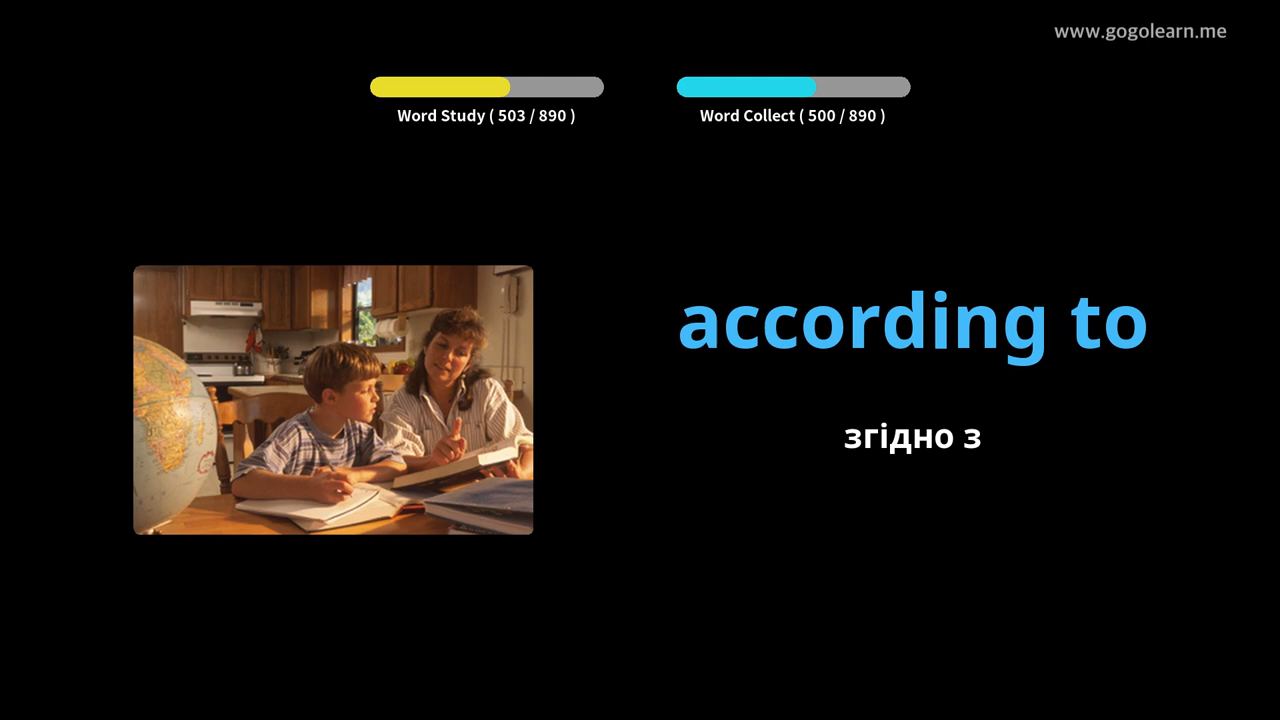 www.gogolearn.me
Word Study ( 503 / 890 )
Word Collect ( 500 / 890 )
according to
згідно з